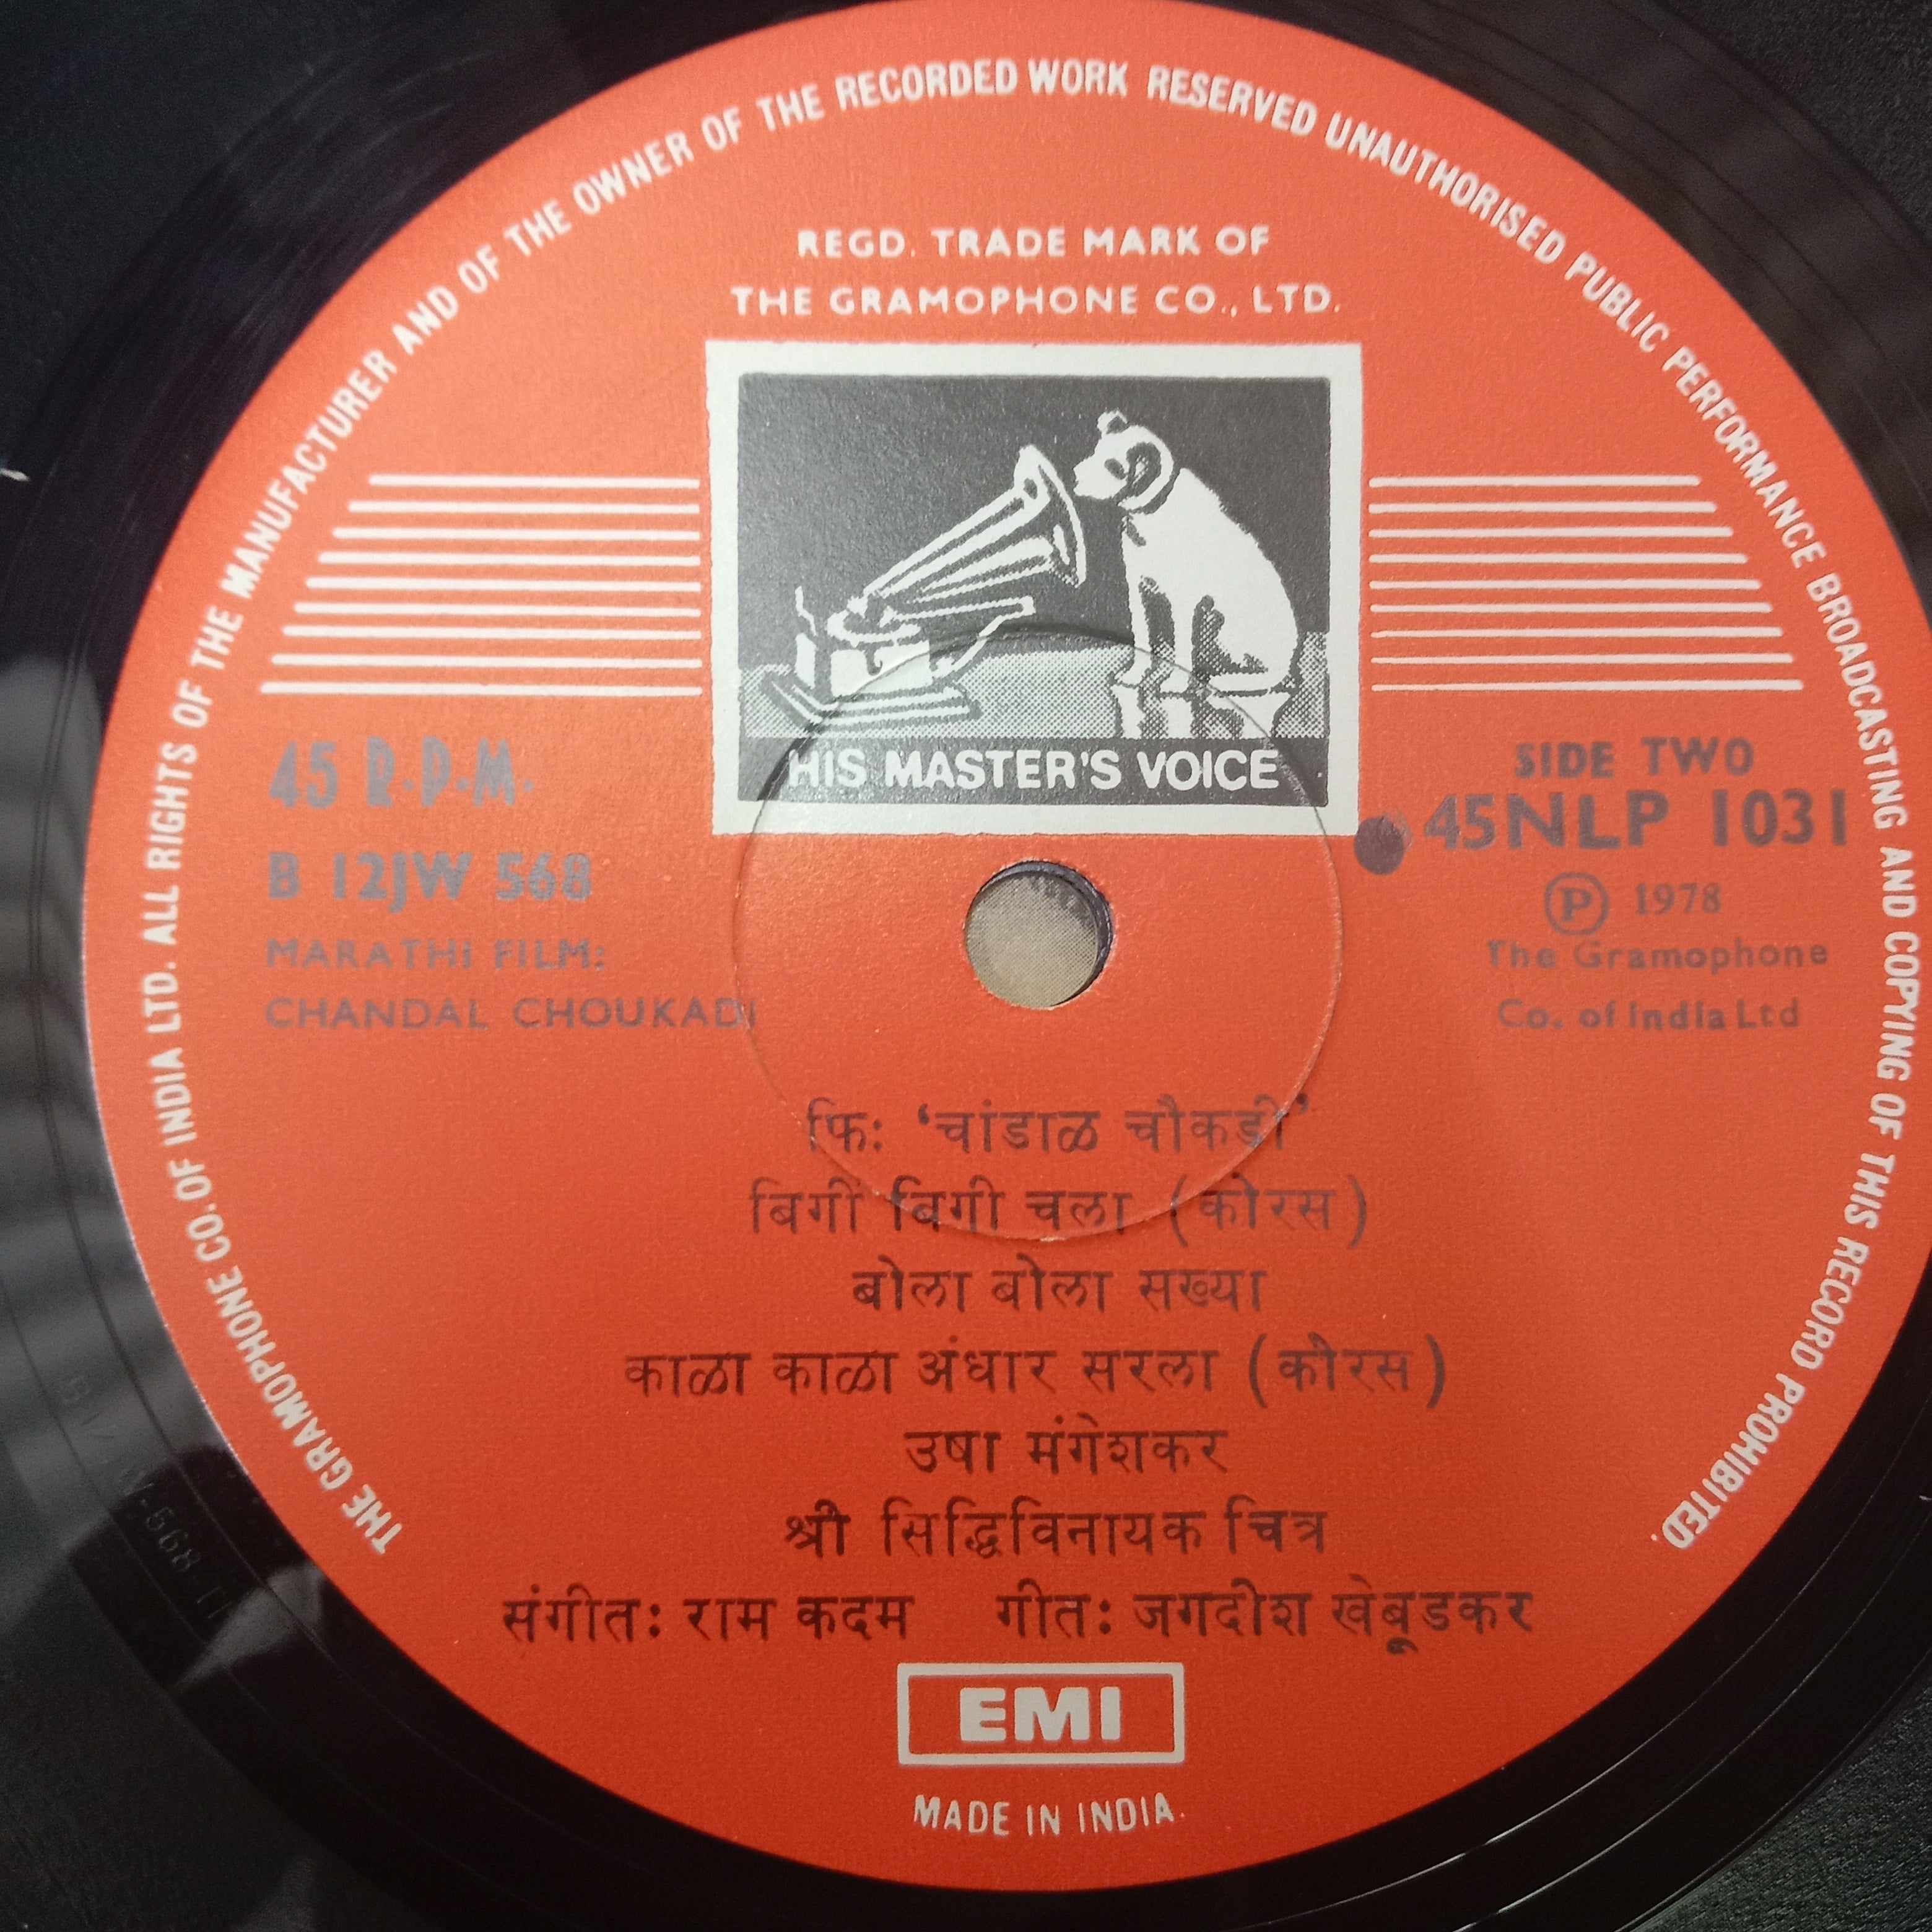 THE GRAMOPHONE CO. OF INDIA LTD. ALL RIGHTS OF THE MANUFACTURER AND OF THE OWNER OF THE RECORDED WORK RESERVED UNAUTHORISED PUBLIC PERFORMANCE BROADCASTING AND COPYING OF THIS RECORD PROHIBITED.
REGD. TRADE MARK OF
THE GRAMOPHONE CO., LTD.
HIS MASTER'S VOICE
45 R.P.M.
B 12JW 568
MARATHI FILM:
CHANDAL CHOUKADI
SIDE TWO
45NLP 1031
Ⓟ 1978
The Gramophone
Co. of India Ltd
फि: ‘चांडाळ चौकडी’
बिगी बिगी चला (कोरस)
बोला बोला सख्या
काळा काळा अंधार सरला (कोरस)
उषा मंगेशकर
श्री सिद्धिविनायक चित्र
संगीत: राम कदम गीत: जगदीश खेबूडकर
EMI
MADE IN INDIA.